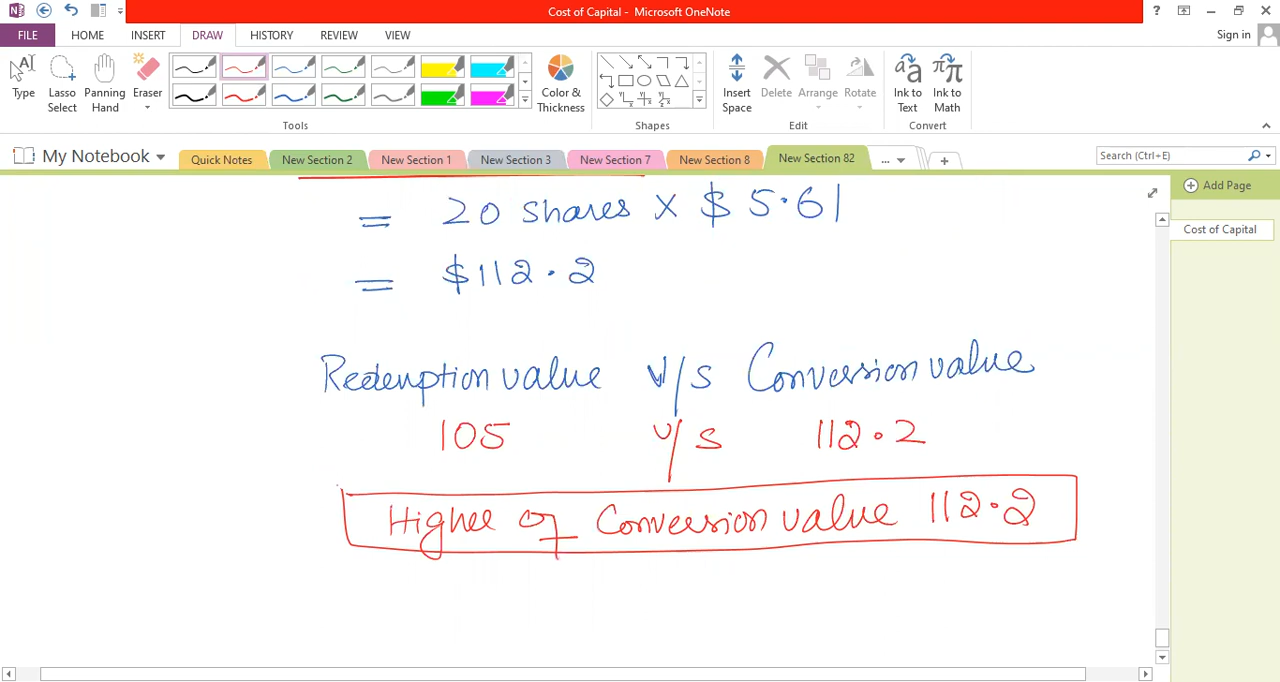 Cost of Capital - Microsoft OneNote
?
FILE HOME INSERT DRAW HISTORY REVIEW VIEW
Sign in
Type
Lasso Select
Panning Hand
Eraser
Color & Thickness
Insert Space
Delete
Arrange
Rotate
Ink to Text
Ink to Math
Tools
Shapes
Edit
Convert
My Notebook
Quick Notes
New Section 2
New Section 1
New Section 3
New Section 7
New Section 8
New Section 82
...
Search (Ctrl+E)
Add Page
Cost of Capital
= 20 shares × $ 5.61
= $112.2
Redemption value v/s Conversion value
105 v/s 112.2
Higher of Conversion value 112.2